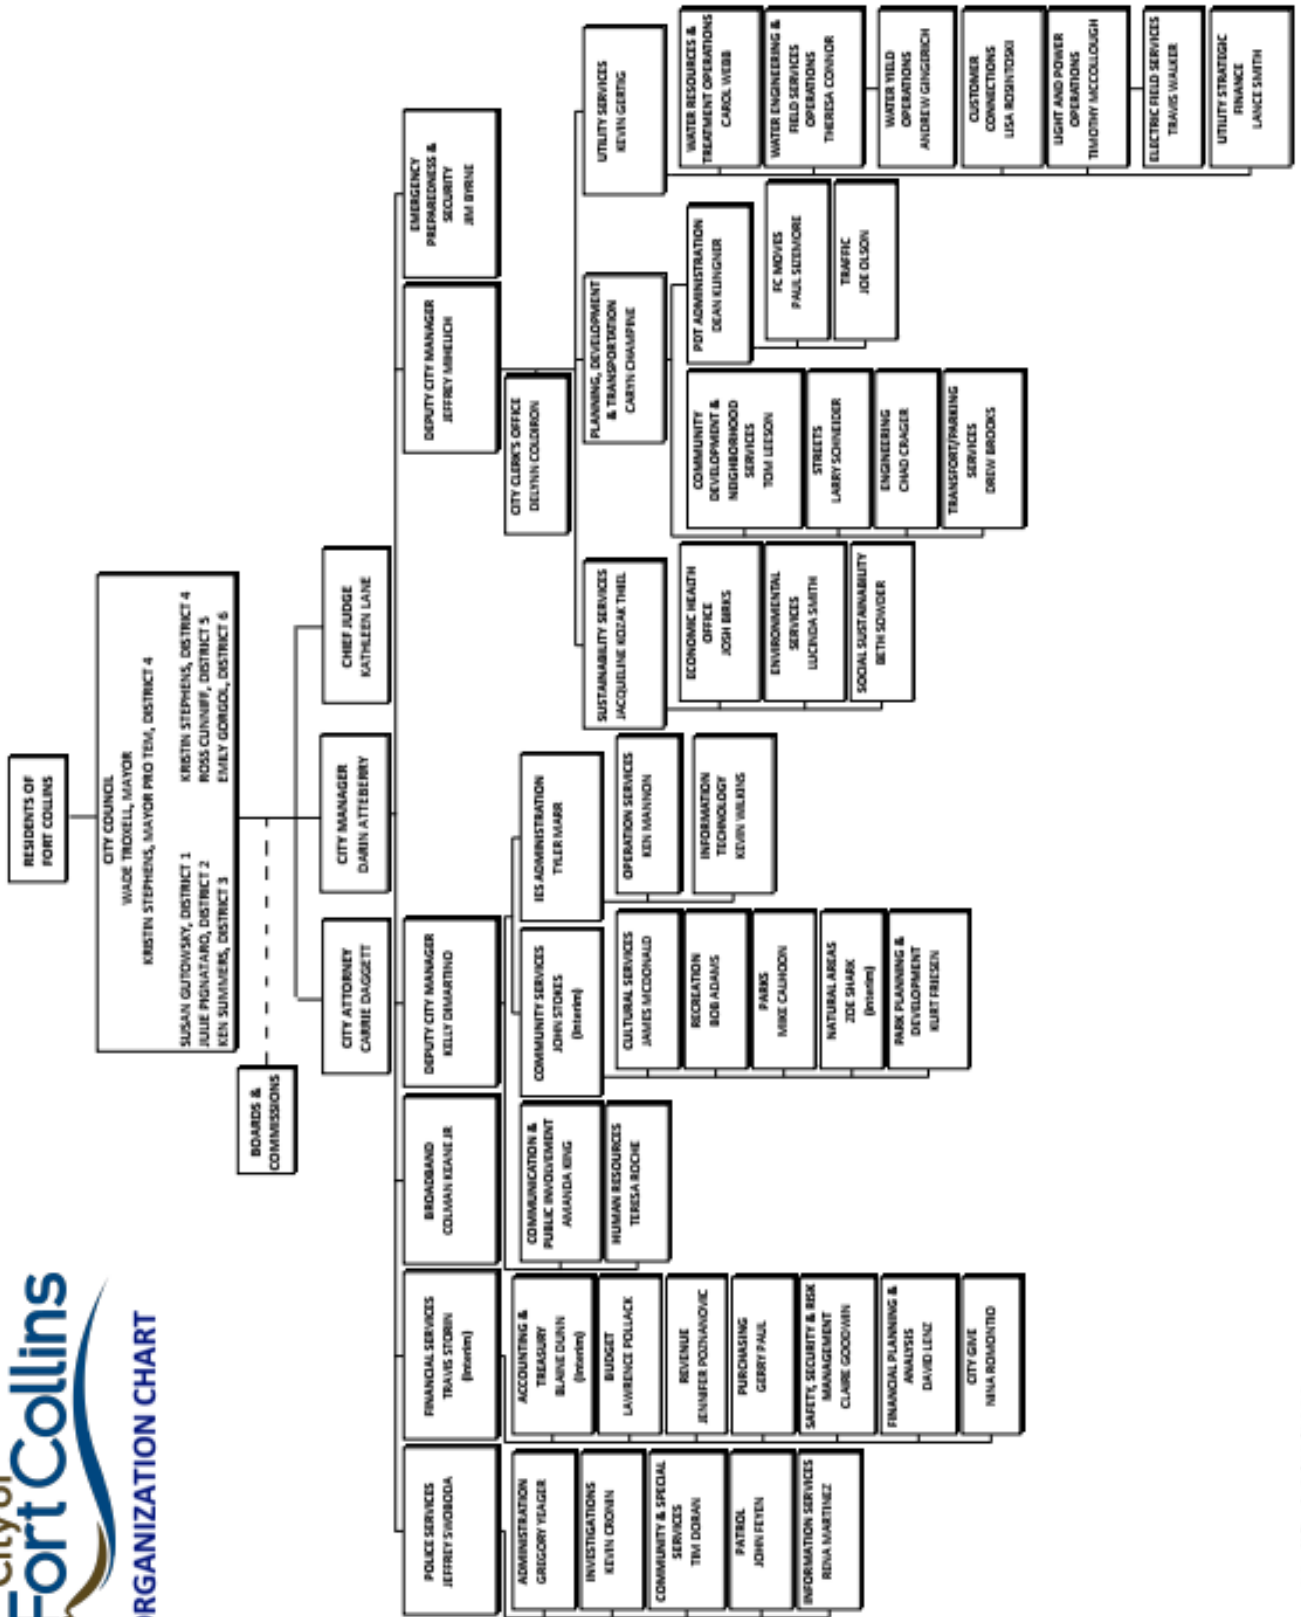 City of
Fort Collins
ORGANIZATION CHART
RESIDENTS OF
FORT COLLINS
CITY COUNCIL
WADE TROXELL, MAYOR
KRISTIN STEPHENS, MAYOR PRO TEM, DISTRICT 4
SUSAN GUTOWSKY, DISTRICT 1
JULIE PIGNATARO, DISTRICT 2
KEN SUMMERS, DISTRICT 3
KRISTIN STEPHENS, DISTRICT 4
ROSS CUNNIFF, DISTRICT 5
EMILY GORGOL, DISTRICT 6
BOARDS &
COMMISSIONS
CITY ATTORNEY
CARRIE DAGGETT
CITY MANAGER
DARIN ATTEBERRY
CHIEF JUDGE
KATHLEEN LANE
POLICE SERVICES
JEFFREY SWOBODA
FINANCIAL SERVICES
TRAVIS STORIN
(Interim)
BROADBAND
COLMAN KEANE JR
DEPUTY CITY MANAGER
KELLY DIMARTINO
DEPUTY CITY MANAGER
JEFFREY MIHELICH
EMERGENCY
PREPAREDNESS &
SECURITY
JIM BYRNE
ADMINISTRATION
GREGORY YEAGER
INVESTIGATIONS
KEVIN CRONIN
COMMUNITY & SPECIAL
SERVICES
TIM DORAN
PATROL
JOHN FEYEN
INFORMATION SERVICES
RENA MARTINEZ
ACCOUNTING &
TREASURY
BLAINE DUNN
(Interim)
BUDGET
LAWRENCE POLLACK
REVENUE
JENNIFER POZNANOVIC
PURCHASING
GERRY PAUL
SAFETY, SECURITY & RISK
MANAGEMENT
CLAIRE GOODWIN
FINANCIAL PLANNING &
ANALYSIS
DAVID LENZ
CITY GIVE
NINA ROMONTIO
COMMUNICATION &
PUBLIC INVOLVEMENT
AMANDA KING
HUMAN RESOURCES
TERESA ROCHE
COMMUNITY SERVICES
JOHN STOKES
(Interim)
CULTURAL SERVICES
JAMES MCDONALD
RECREATION
BOB ADAMS
PARKS
MIKE CALHOON
NATURAL AREAS
ZOE SHARK
(Interim)
PARK PLANNING &
DEVELOPMENT
KURT FRIESEN
IES ADMINISTRATION
TYLER MARR
OPERATION SERVICES
KEN MANNON
INFORMATION
TECHNOLOGY
KEVIN WILKINS
CITY CLERK'S OFFICE
DELYNN COLDIRON
SUSTAINABILITY SERVICES
JACQUELINE KOZAK THIEL
ECONOMIC HEALTH
OFFICE
JOSH BIRKS
ENVIRONMENTAL
SERVICES
LUCINDA SMITH
SOCIAL SUSTAINABILITY
BETH SOWDER
PLANNING, DEVELOPMENT
& TRANSPORTATION
CARYN CHAMPINE
COMMUNITY
DEVELOPMENT &
NEIGHBORHOOD
SERVICES
TOM LEESON
STREETS
LARRY SCHNEIDER
ENGINEERING
CHAD CRAGER
TRANSFORT/PARKING
SERVICES
DREW BROOKS
PDT ADMINISTRATION
DEAN KLINGNER
FC MOVES
PAUL SIZEMORE
TRAFFIC
JOE OLSON
UTILITY SERVICES
KEVIN GERTIG
WATER RESOURCES &
TREATMENT OPERATIONS
CAROL WEBB
WATER ENGINEERING &
FIELD SERVICES
OPERATIONS
THERESA CONNOR
WATER YIELD
OPERATIONS
ANDREW GINGERICH
CUSTOMER
CONNECTIONS
LISA ROSINTOSKI
LIGHT AND POWER
OPERATIONS
TIMOTHY MCCOLLOUGH
ELECTRIC FIELD SERVICES
TRAVIS WALKER
UTILITY STRATEGIC
FINANCE
LANCE SMITH